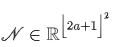 𝒩 ∈ ℝ^{⌊2a+1⌋^2}